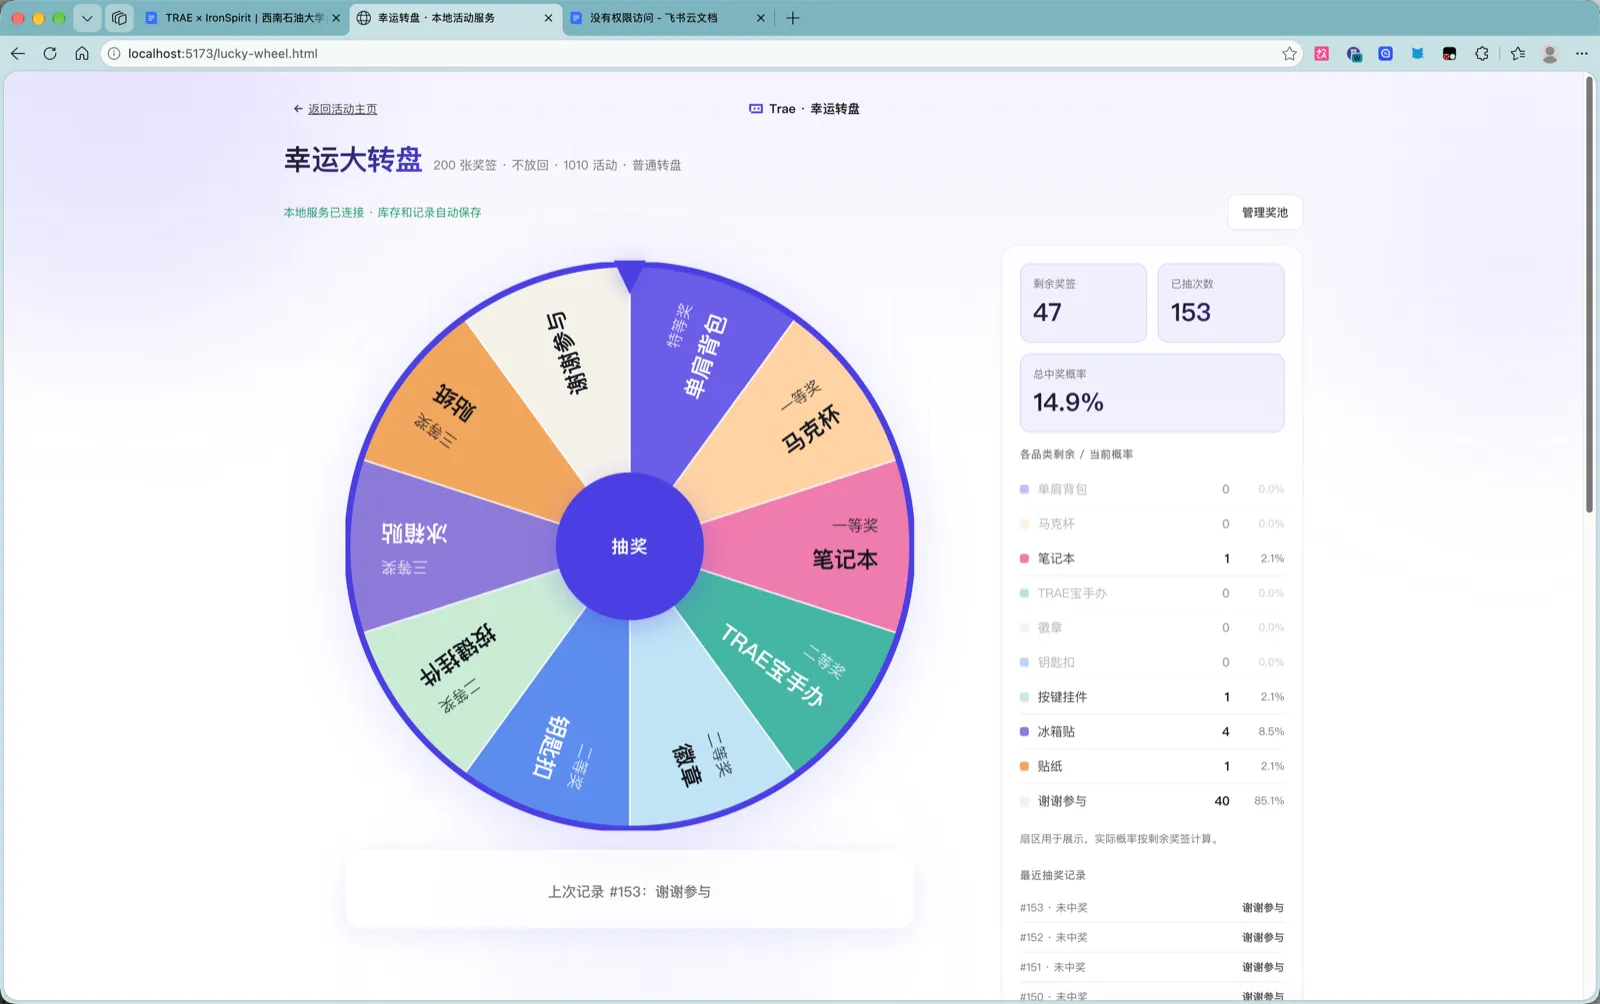 TRAE × IronSpirit | 西南石油大学
幸运转盘 · 本地活动服务
没有权限访问 - 飞书云文档
localhost:5173/lucky-wheel.html
← 返回活动主页
Trae · 幸运转盘
幸运大转盘
200 张奖签 · 不放回 · 1010 活动 · 普通转盘
本地服务已连接 · 库存和记录自动保存
管理奖池
特等奖
单肩背包
一等奖
马克杯
一等奖
笔记本
二等奖
TRAE宝手办
二等奖
徽章
二等奖
钥匙扣
二等奖
按键挂件
三等奖
冰箱贴
三等奖
贴纸
谢谢参与
抽奖
上次记录 #153：谢谢参与
剩余奖签
47
已抽次数
153
总中奖概率
14.9%
各品类剩余 / 当前概率
单肩背包 0 0.0%
马克杯 0 0.0%
笔记本 1 2.1%
TRAE宝手办 0 0.0%
徽章 0 0.0%
钥匙扣 0 0.0%
按键挂件 1 2.1%
冰箱贴 4 8.5%
贴纸 1 2.1%
谢谢参与 40 85.1%
扇区用于展示，实际概率按剩余奖签计算。
最近抽奖记录
#153 · 未中奖 谢谢参与
#152 · 未中奖 谢谢参与
#151 · 未中奖 谢谢参与
#150 · 未中奖 谢谢参与